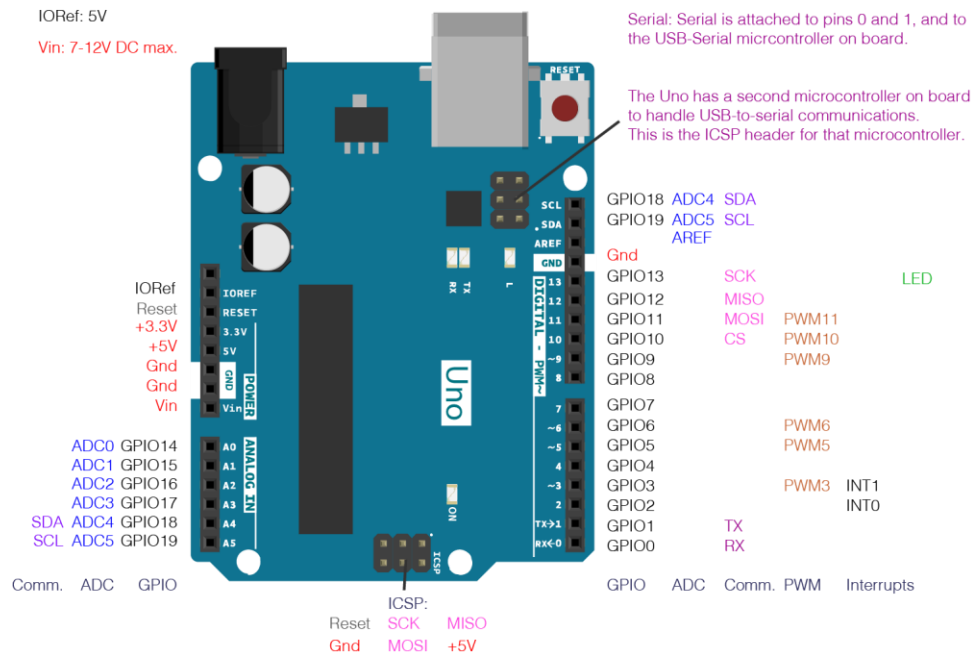 IORef: 5V
Vin: 7-12V DC max.
Serial: Serial is attached to pins 0 and 1, and to
the USB-Serial micrcontroller on board.
The Uno has a second microcontroller on board
to handle USB-to-serial communications.
This is the ICSP header for that microcontroller.
RESET
IORef
Reset
+3.3V
+5V
Gnd
Gnd
Vin
ADC0 GPIO14
ADC1 GPIO15
ADC2 GPIO16
ADC3 GPIO17
SDA ADC4 GPIO18
SCL ADC5 GPIO19
Comm. ADC GPIO
IOREF
RESET
3.3V
5V
GND
Vin
POWER
A0
A1
A2
A3
A4
A5
ANALOG IN
RX
TX
L
Uno
ON
ICSP
SCL
SDA
AREF
GND
13
12
11
10
~9
8
7
~6
~5
4
~3
2
TX→1
RX←0
DIGITAL - PWM~
GPIO18 ADC4 SDA
GPIO19 ADC5 SCL
AREF
Gnd
GPIO13 SCK LED
GPIO12 MISO
GPIO11 MOSI PWM11
GPIO10 CS PWM10
GPIO9 PWM9
GPIO8
GPIO7
GPIO6 PWM6
GPIO5 PWM5
GPIO4
GPIO3 PWM3 INT1
GPIO2 INT0
GPIO1 TX
GPIO0 RX
GPIO ADC Comm. PWM Interrupts
ICSP:
Reset SCK MISO
Gnd MOSI +5V